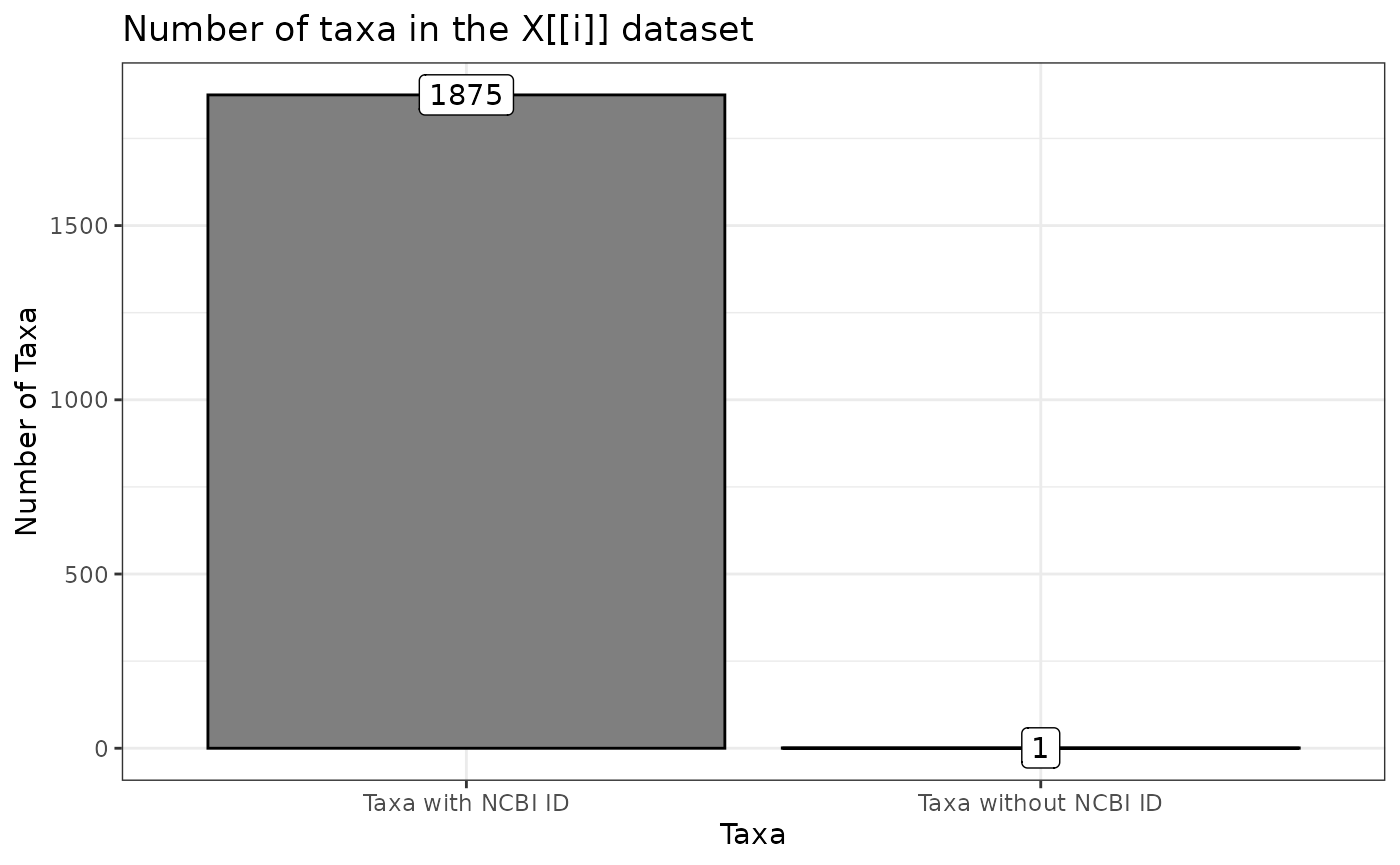 Number of taxa in the X[[i]] dataset
1875
1500
1000
500
0
1
Number of Taxa
Taxa with NCBI ID
Taxa without NCBI ID
Taxa